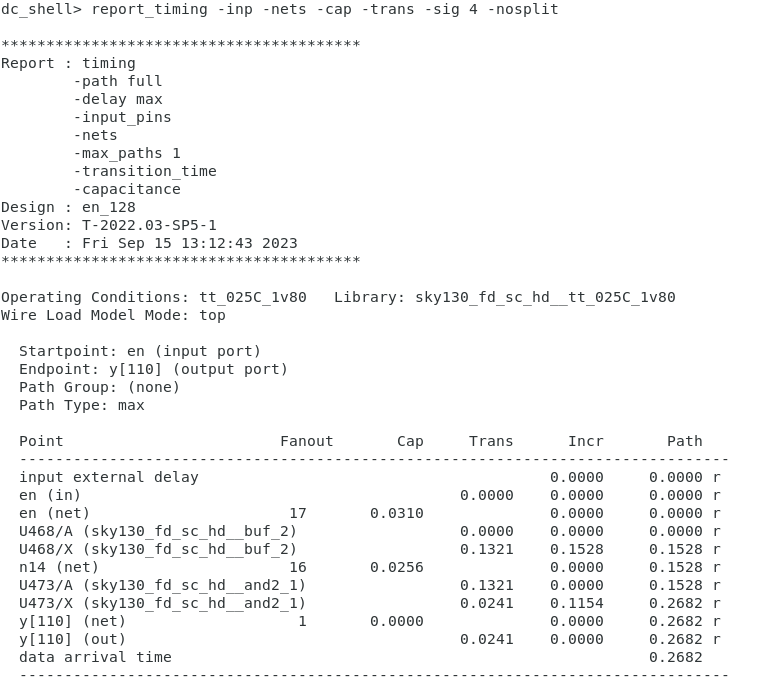 dc_shell> report_timing -inp -nets -cap -trans -sig 4 -nosplit
****************************************
Report : timing
        -path full
        -delay max
        -input_pins
        -nets
        -max_paths 1
        -transition_time
        -capacitance
Design : en_128
Version: T-2022.03-SP5-1
Date   : Fri Sep 15 13:12:43 2023
****************************************
Operating Conditions: tt_025C_1v80   Library: sky130_fd_sc_hd__tt_025C_1v80
Wire Load Model Mode: top
  Startpoint: en (input port)
  Endpoint: y[110] (output port)
  Path Group: (none)
  Path Type: max
  Point                        Fanout       Cap     Trans      Incr       Path
  -------------------------------------------------------------------------------
  input external delay                                       0.0000     0.0000 r
  en (in)                                          0.0000    0.0000     0.0000 r
  en (net)                     17       0.0310               0.0000     0.0000 r
  U468/A (sky130_fd_sc_hd__buf_2)                  0.0000    0.0000     0.0000 r
  U468/X (sky130_fd_sc_hd__buf_2)                  0.1321    0.1528     0.1528 r
  n14 (net)                     16       0.0256               0.0000     0.1528 r
  U473/A (sky130_fd_sc_hd__and2_1)                 0.1321    0.0000     0.1528 r
  U473/X (sky130_fd_sc_hd__and2_1)                 0.0241    0.1154     0.2682 r
  y[110] (net)                   1       0.0000               0.0000     0.2682 r
  y[110] (out)                                     0.0241    0.0000     0.2682 r
  data arrival time                                                     0.2682
  -------------------------------------------------------------------------------